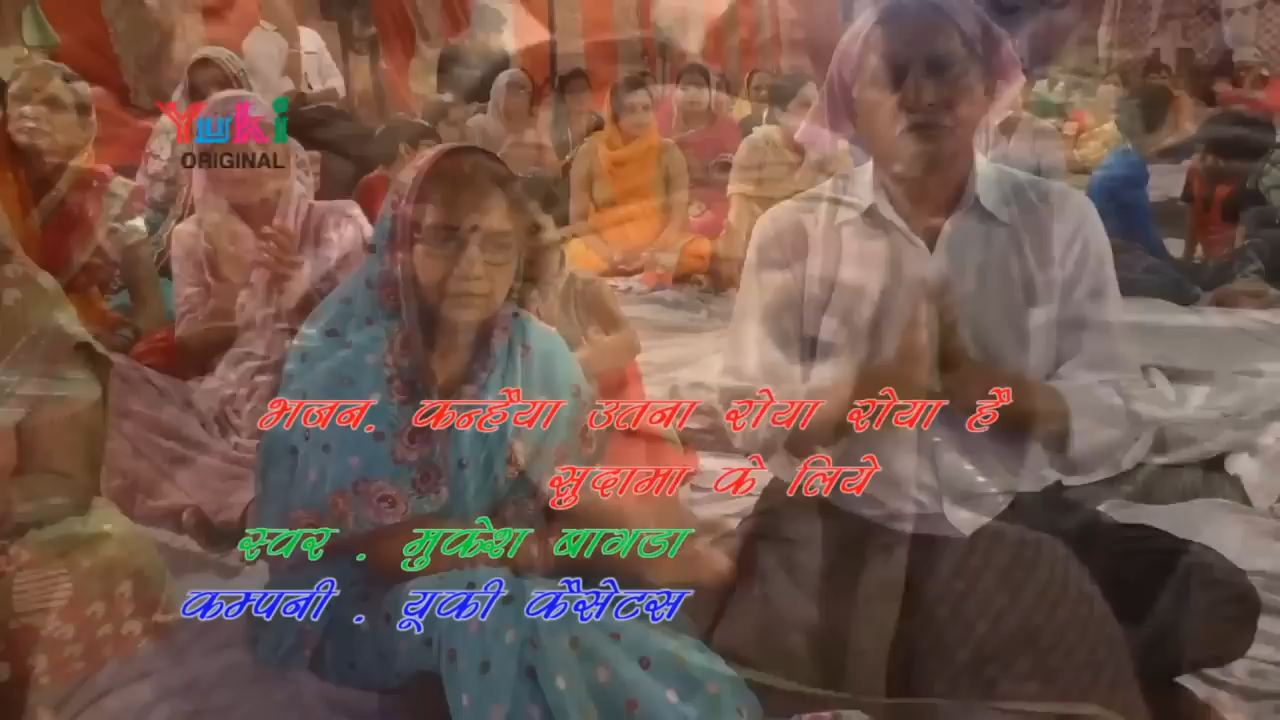 Yuki
ORIGINAL
भजन. कन्हैया उतना रोया रोया है
सुदामा के लिये
स्वर . मुकेश बागडा
कम्पनी . यूकी कैसेटस